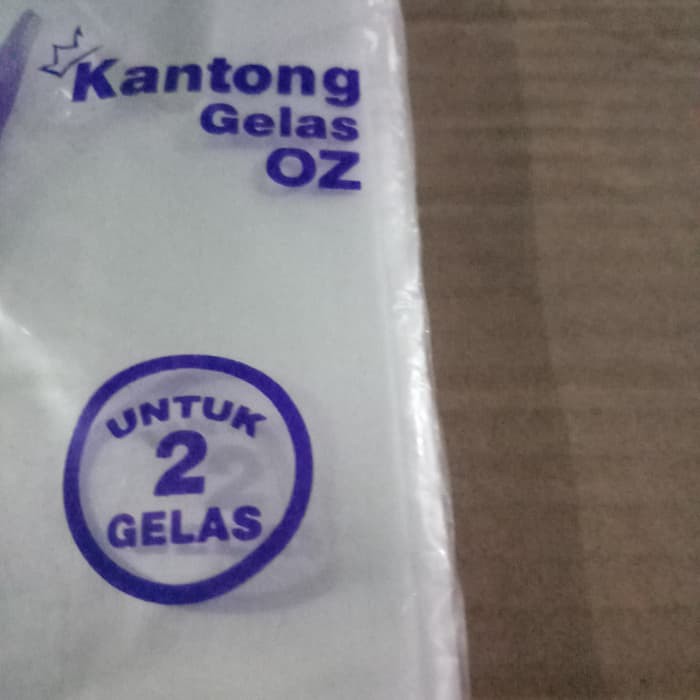 Kantong
Gelas
OZ
UNTUK
2
GELAS